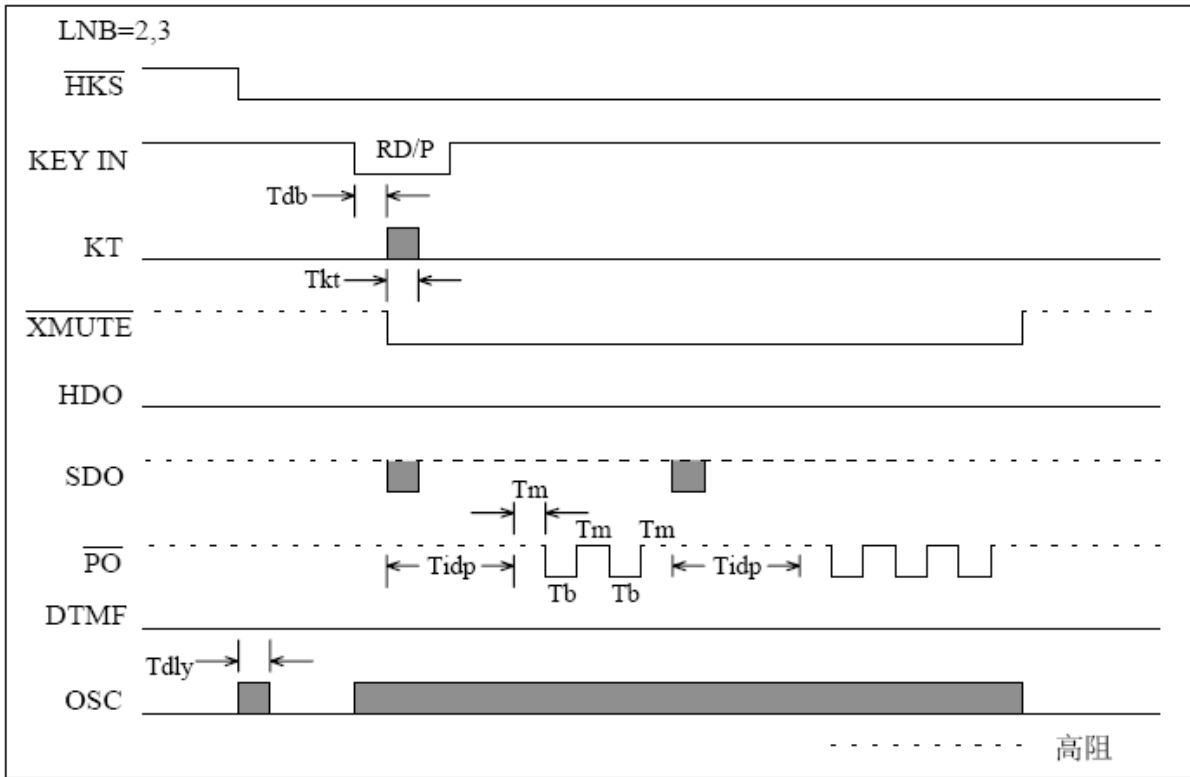 LNB=2,3
HKS
KEY IN
RD/P
Tdb
KT
Tkt
XMUTE
HDO
SDO
Tm
Tm Tm
PO
Tidp Tidp
Tb Tb
DTMF
Tdly
OSC
高阻